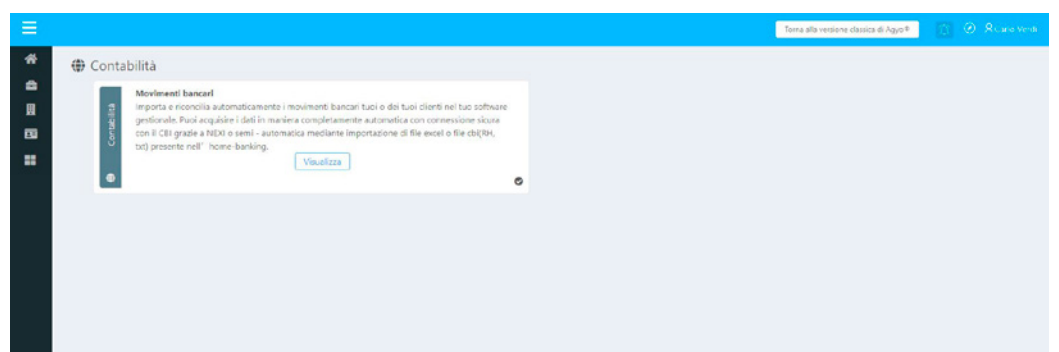 Torna alla versione classica di Agyo®
Carlo Verdi
Contabilità
Contabilità
Movimenti bancari
Importa e riconcilia automaticamente i movimenti bancari tuoi o dei tuoi clienti nel tuo software
gestionale. Puoi acquisire i dati in maniera completamente automatica con connessione sicura
con il CBI grazie a NEXI o semi - automatica mediante importazione di file excel o file cbi(RH,
txt) presente nell' home-banking.
Visualizza